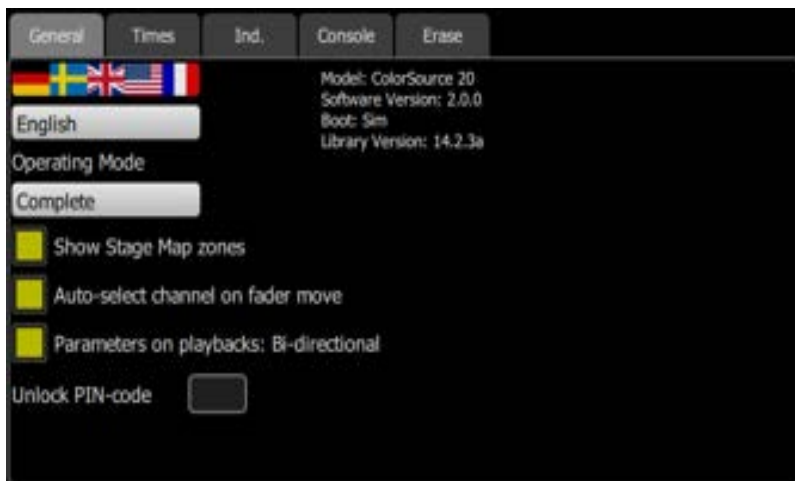 General Times Ind. Console Erase
Model: ColorSource 20
Software Version: 2.0.0
Boot: Sim
Library Version: 14.2.3a
English
Operating Mode
Complete
Show Stage Map zones
Auto-select channel on fader move
Parameters on playbacks: Bi-directional
Unlock PIN-code